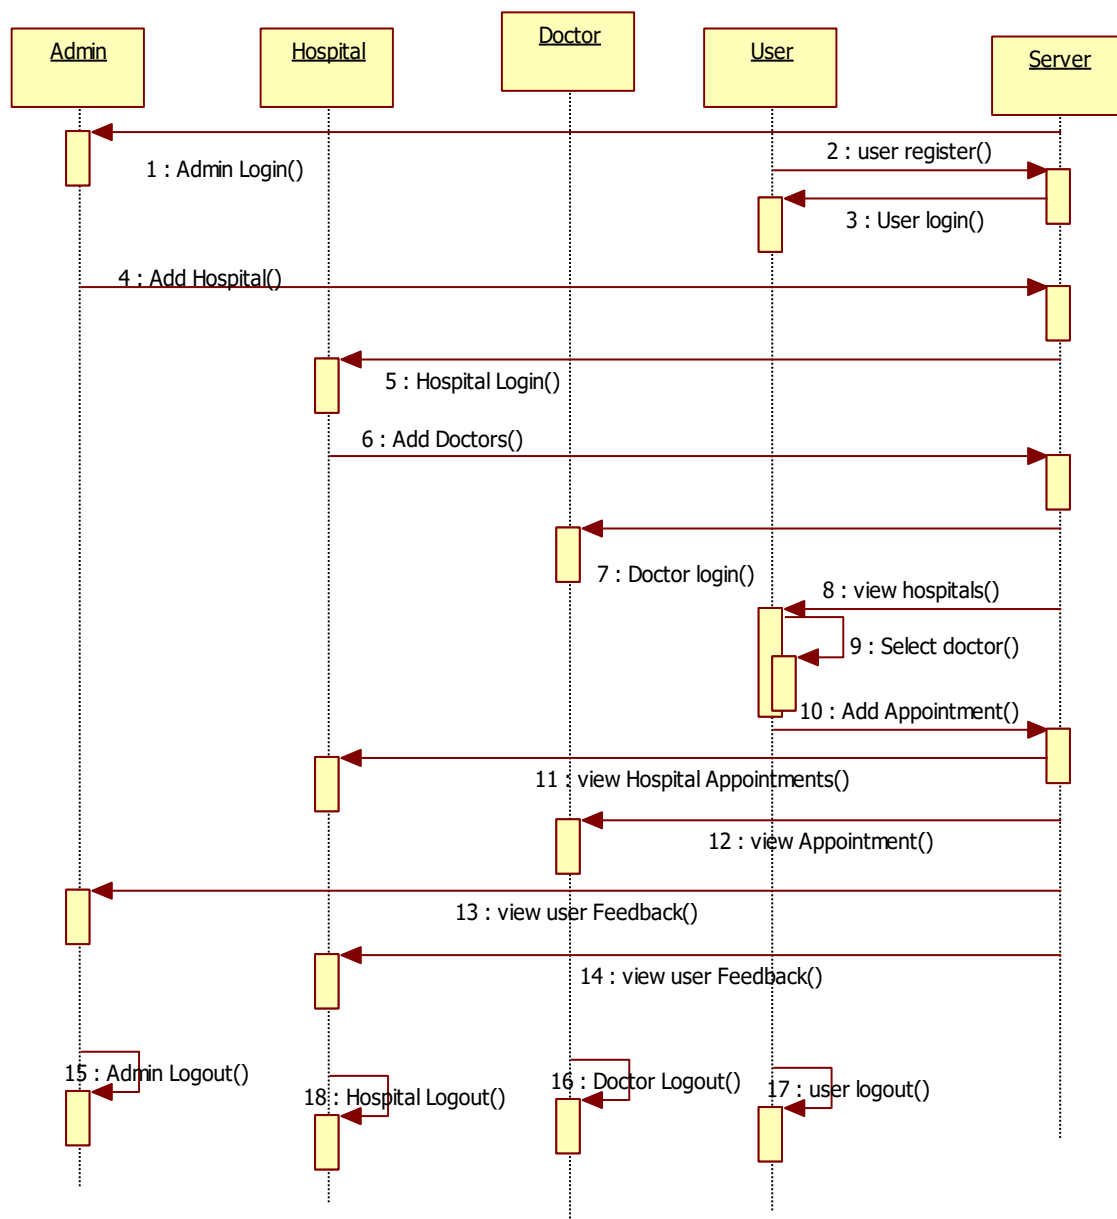 Admin
Hospital
Doctor
User
Server
1 : Admin Login()
2 : user register()
3 : User login()
4 : Add Hospital()
5 : Hospital Login()
6 : Add Doctors()
7 : Doctor login()
8 : view hospitals()
9 : Select doctor()
10 : Add Appointment()
11 : view Hospital Appointments()
12 : view Appointment()
13 : view user Feedback()
14 : view user Feedback()
15 : Admin Logout()
18 : Hospital Logout()
16 : Doctor Logout()
17 : user logout()